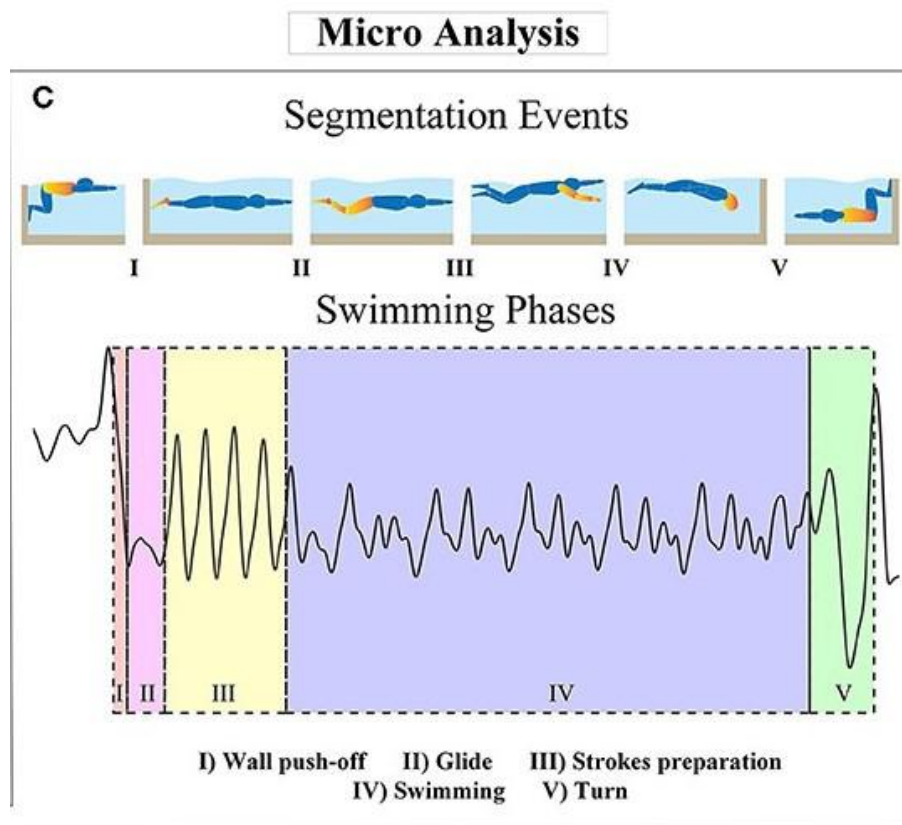 Micro Analysis
C
Segmentation Events
I II III IV V
Swimming Phases
I II III IV V
I) Wall push-off II) Glide III) Strokes preparation
IV) Swimming V) Turn